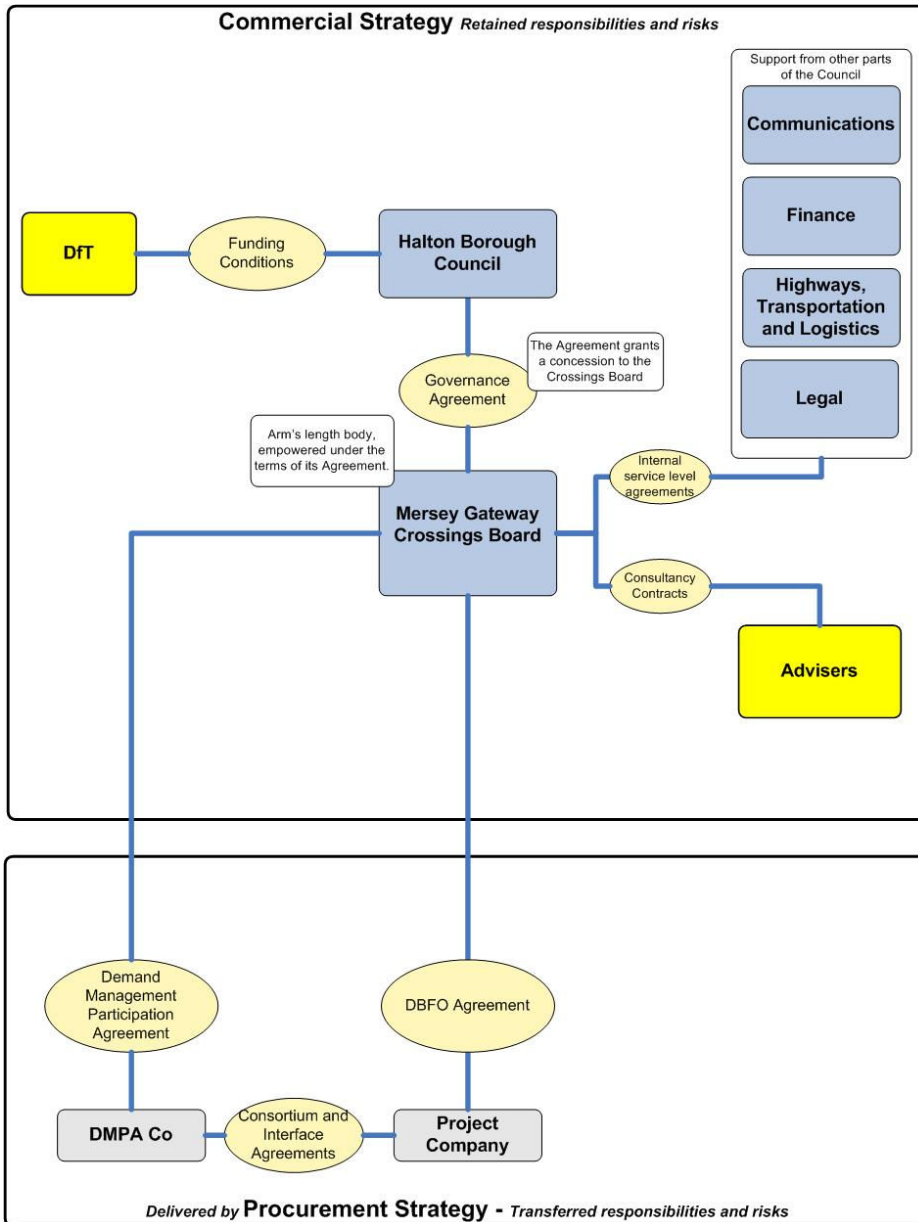 Commercial Strategy Retained responsibilities and risks
Support from other parts
of the Council
Communications
Finance
Highways,
Transportation
and Logistics
Legal
DfT
Funding
Conditions
Halton Borough
Council
The Agreement grants
a concession to the
Crossings Board
Governance
Agreement
Arm's length body,
empowered under the
terms of its Agreement.
Mersey Gateway
Crossings Board
Internal
service level
agreements
Consultancy
Contracts
Advisers
Demand
Management
Participation
Agreement
DBFO Agreement
DMPA Co
Consortium and
Interface
Agreements
Project
Company
Delivered by Procurement Strategy - Transferred responsibilities and risks